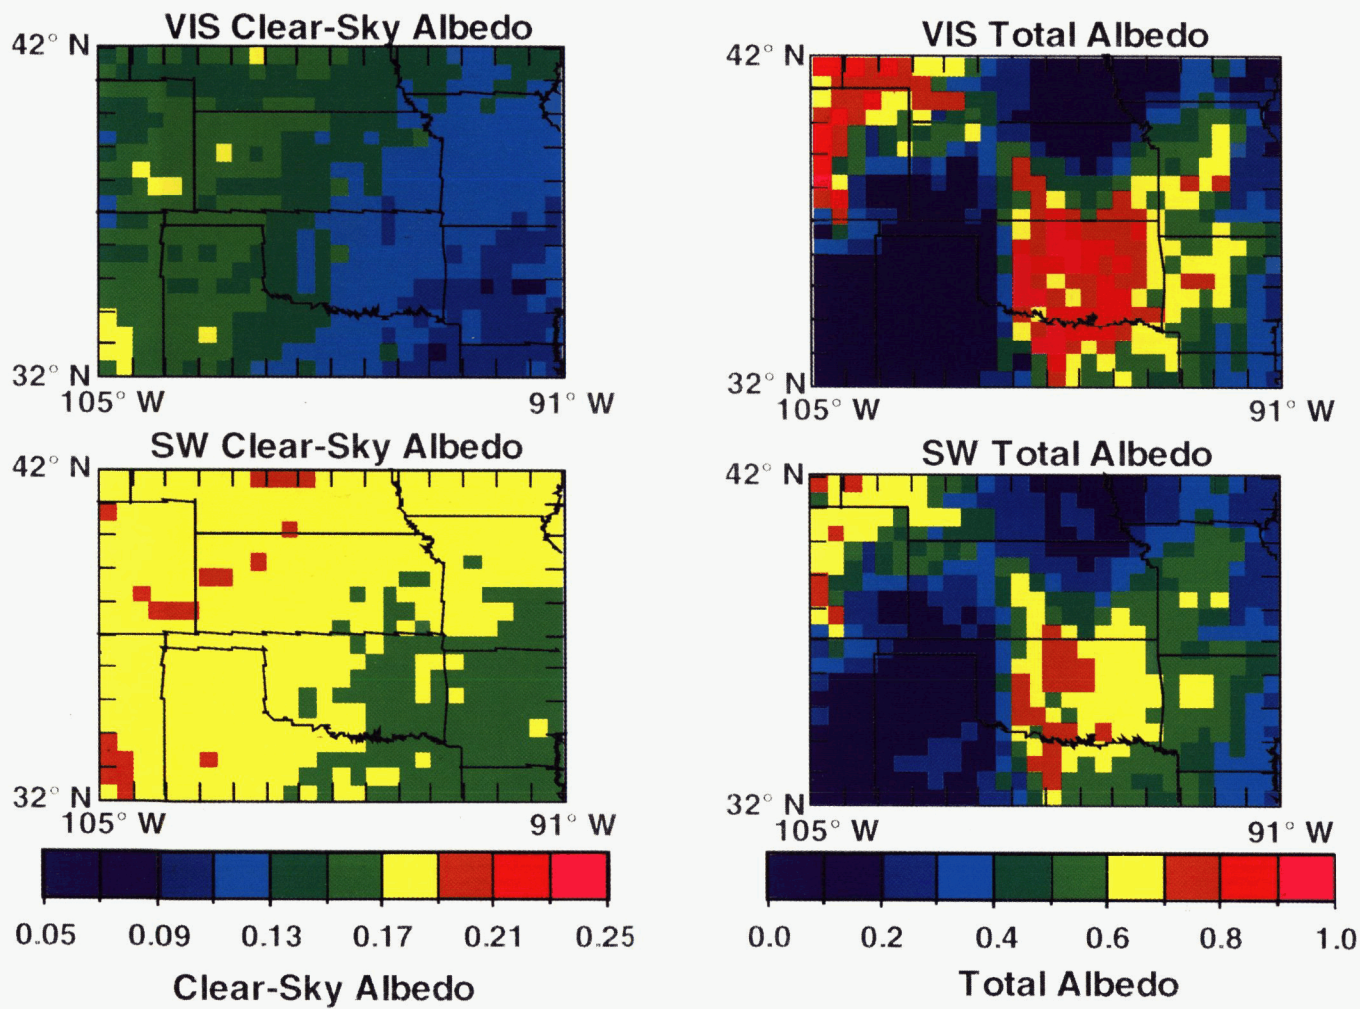 VIS Clear-Sky Albedo
42° N
32° N
105° W
91° W
VIS Total Albedo
42° N
32° N
105° W
91° W
SW Clear-Sky Albedo
42° N
32° N
105° W
91° W
SW Total Albedo
42° N
32° N
105° W
91° W
0.05 0.09 0.13 0.17 0.21 0.25
Clear-Sky Albedo
0.0 0.2 0.4 0.6 0.8 1.0
Total Albedo